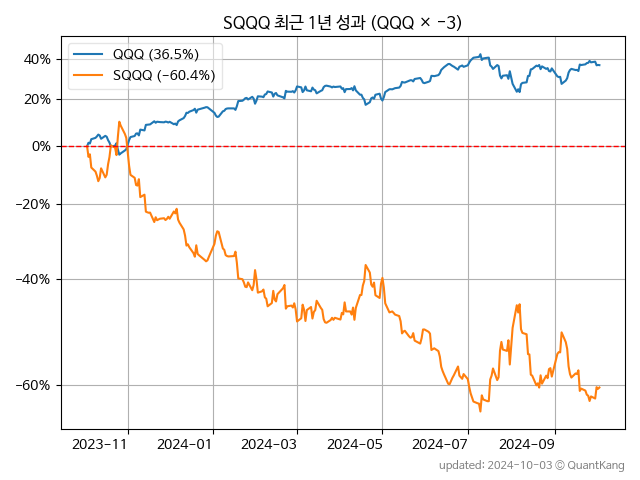 SQQQ 최근 1년 성과 (QQQ × −3)
QQQ (36.5%)
SQQQ (−60.4%)
40%
20%
0%
−20%
−40%
−60%
2023−11 2024−01 2024−03 2024−05 2024−07 2024−09
updated: 2024-10-03 ⓒ QuantKang